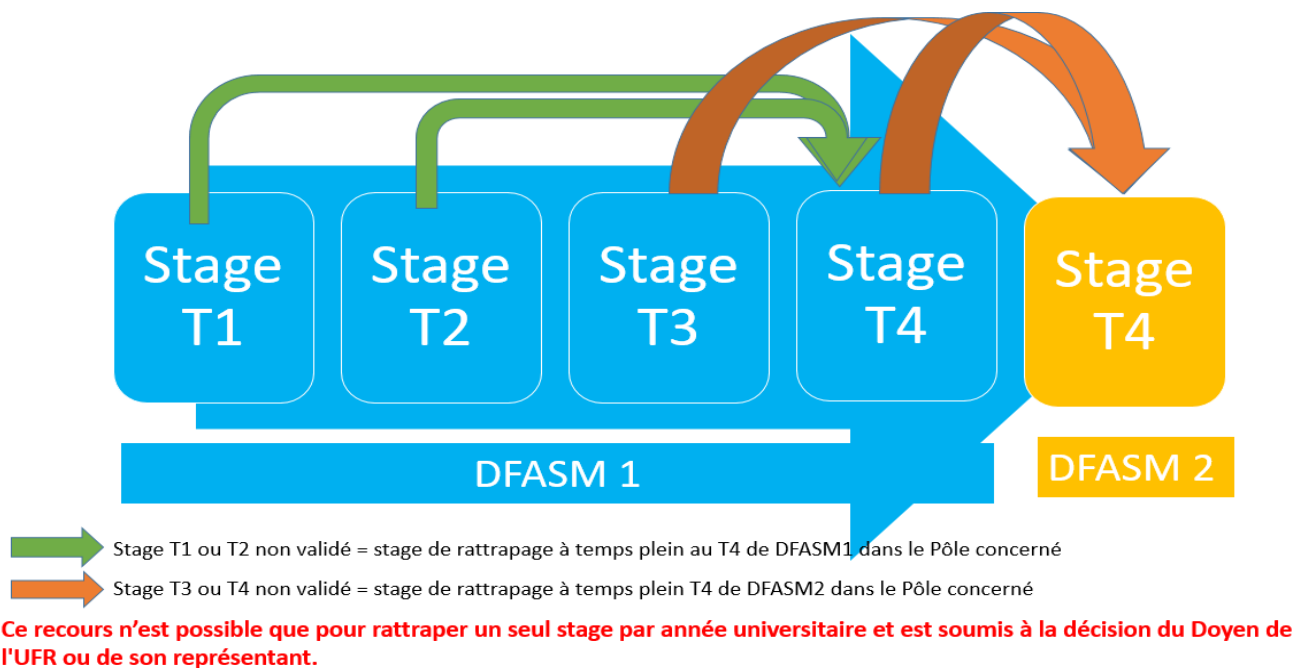 Stage
T1
Stage
T2
Stage
T3
Stage
T4
Stage
T4
DFASM 1
DFASM 2
Stage T1 ou T2 non validé = stage de rattrapage à temps plein au T4 de DFASM1 dans le Pôle concerné
Stage T3 ou T4 non validé = stage de rattrapage à temps plein T4 de DFASM2 dans le Pôle concerné
Ce recours n’est possible que pour rattraper un seul stage par année universitaire et est soumis à la décision du Doyen de
l'UFR ou de son représentant.